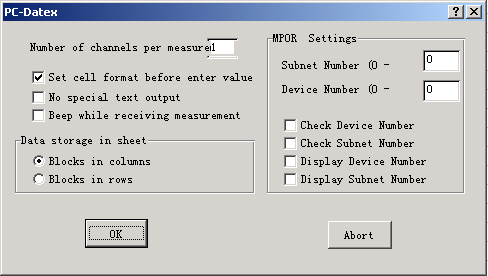 PC-Datex
Number of channels per measure
1
Set cell format before enter value
No special text output
Beep while receiving measurement
Data storage in sheet
Blocks in columns
Blocks in rows
MPOR Settings
Subnet Number (0 - 
0
Device Number (0 - 
0
Check Device Number
Check Subnet Number
Display Device Number
Display Subnet Number
OK
Abort